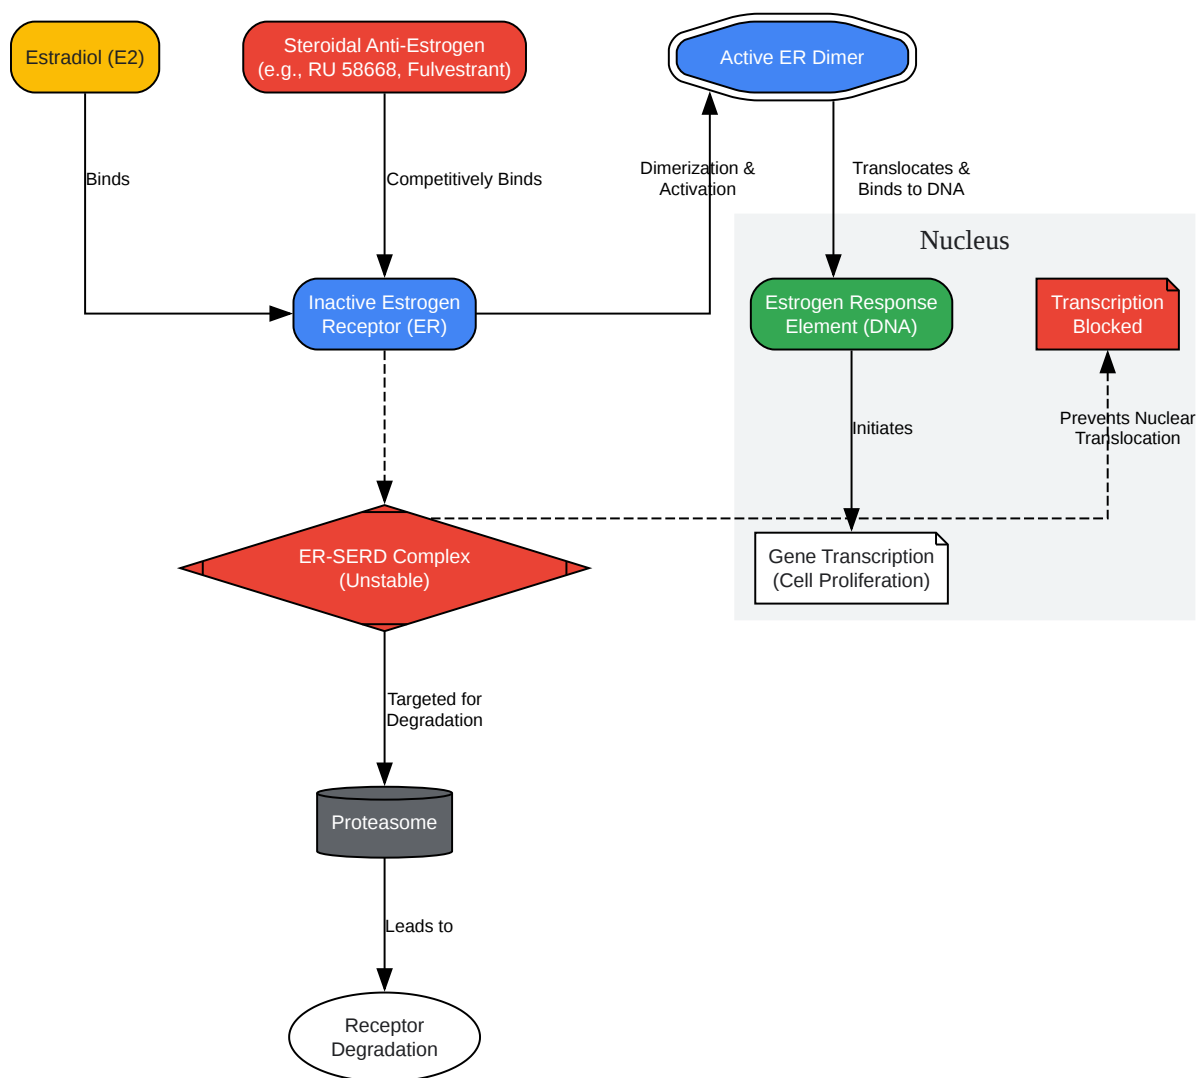 Estradiol (E2)
Steroidal Anti-Estrogen
(e.g., RU 58668, Fulvestrant)
Active ER Dimer
Binds
Competitively Binds
Dimerization &
Activation
Translocates &
Binds to DNA
Nucleus
Inactive Estrogen
Receptor (ER)
Estrogen Response
Element (DNA)
Transcription
Blocked
Initiates
Prevents Nuclear
Translocation
ER-SERD Complex
(Unstable)
Gene Transcription
(Cell Proliferation)
Targeted for
Degradation
Proteasome
Leads to
Receptor
Degradation